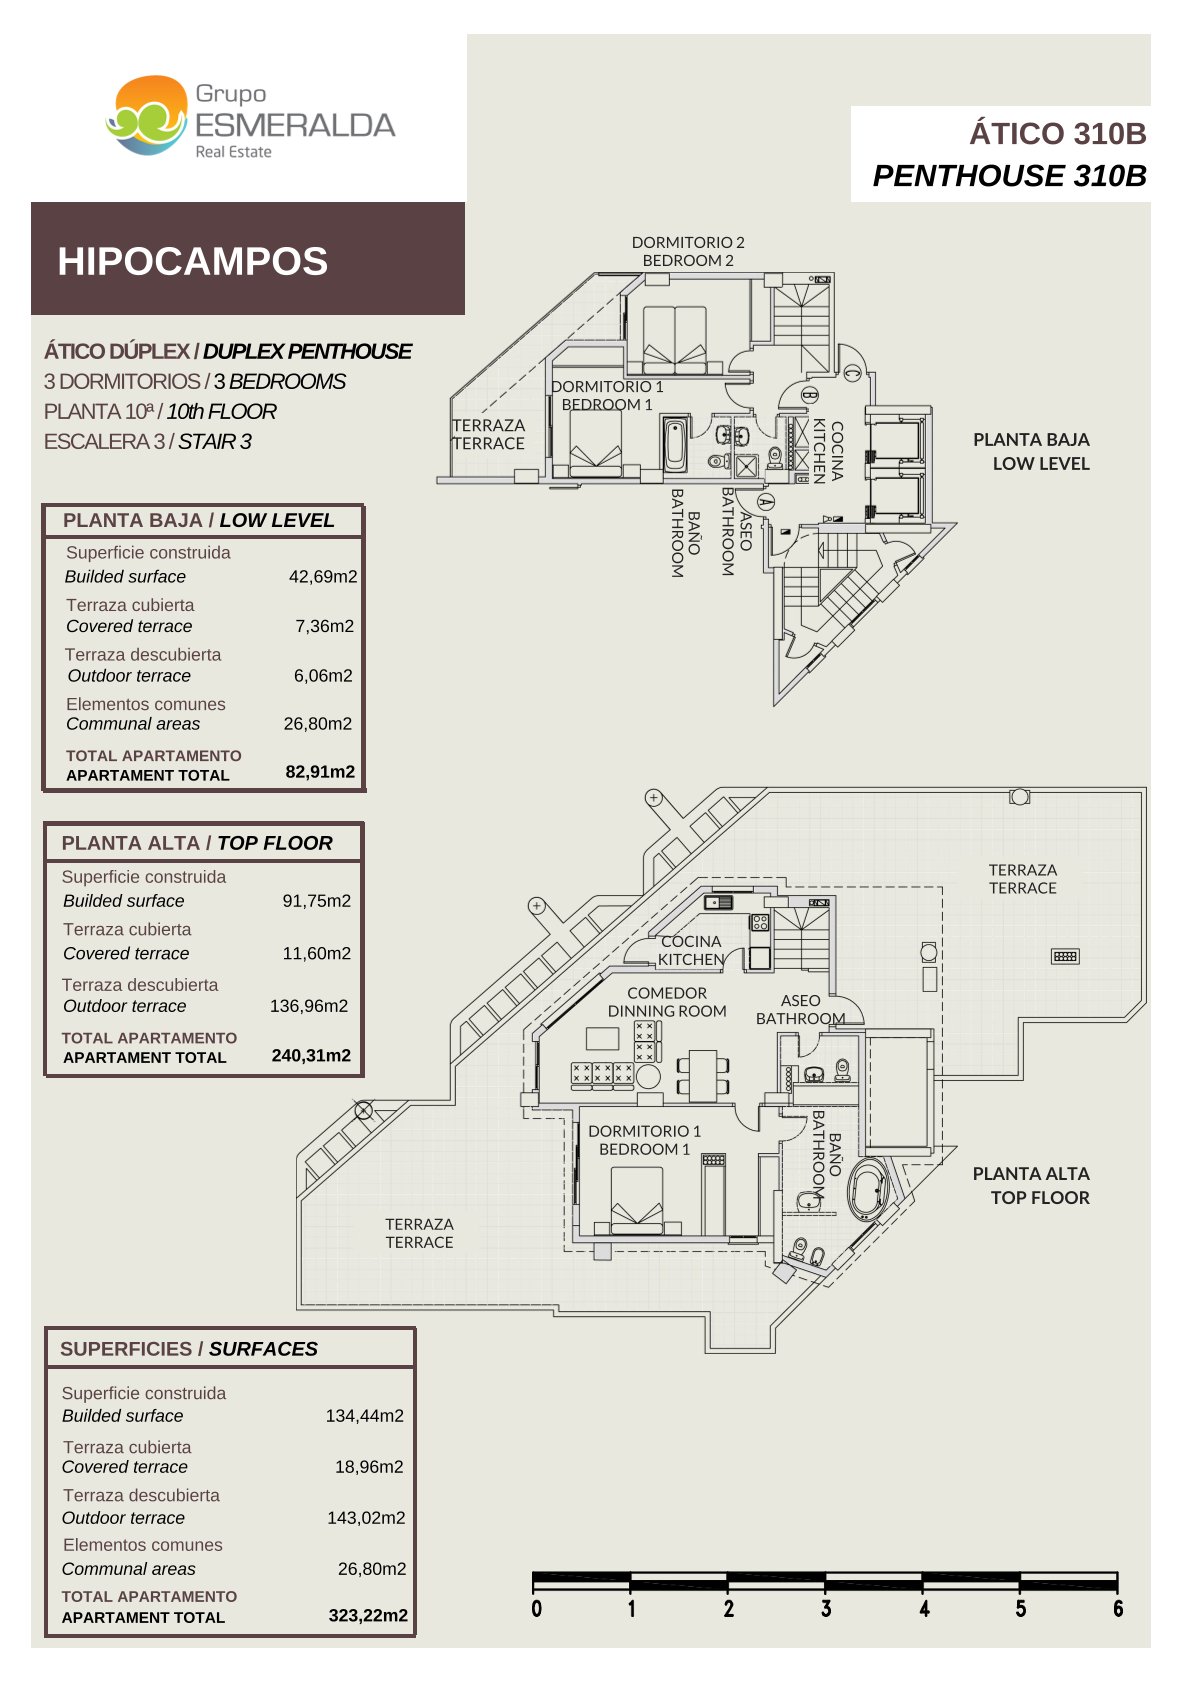 Grupo
ESMERALDA
Real Estate
ÁTICO 310B
PENTHOUSE 310B
HIPOCAMPOS
ÁTICO DÚPLEX / DUPLEX PENTHOUSE
3 DORMITORIOS / 3 BEDROOMS
PLANTA 10ª / 10th FLOOR
ESCALERA 3 / STAIR 3
DORMITORIO 2
BEDROOM 2
DORMITORIO 1
BEDROOM 1
TERRAZA
TERRACE
COCINA
KITCHEN
BAÑO
BATHROOM
ASEO
BATHROOM
A
B
C
PLANTA BAJA
LOW LEVEL
PLANTA BAJA / LOW LEVEL
Superficie construida
Builded surface 42,69m2
Terraza cubierta
Covered terrace 7,36m2
Terraza descubierta
Outdoor terrace 6,06m2
Elementos comunes
Communal areas 26,80m2
TOTAL APARTAMENTO
APARTAMENT TOTAL 82,91m2
PLANTA ALTA / TOP FLOOR
Superficie construida
Builded surface 91,75m2
Terraza cubierta
Covered terrace 11,60m2
Terraza descubierta
Outdoor terrace 136,96m2
TOTAL APARTAMENTO
APARTAMENT TOTAL 240,31m2
TERRAZA
TERRACE
COCINA
KITCHEN
COMEDOR
DINNING ROOM
ASEO
BATHROOM
DORMITORIO 1
BEDROOM 1
BAÑO
BATHROOM
TERRAZA
TERRACE
PLANTA ALTA
TOP FLOOR
SUPERFICIES / SURFACES
Superficie construida
Builded surface 134,44m2
Terraza cubierta
Covered terrace 18,96m2
Terraza descubierta
Outdoor terrace 143,02m2
Elementos comunes
Communal areas 26,80m2
TOTAL APARTAMENTO
APARTAMENT TOTAL 323,22m2
0 1 2 3 4 5 6